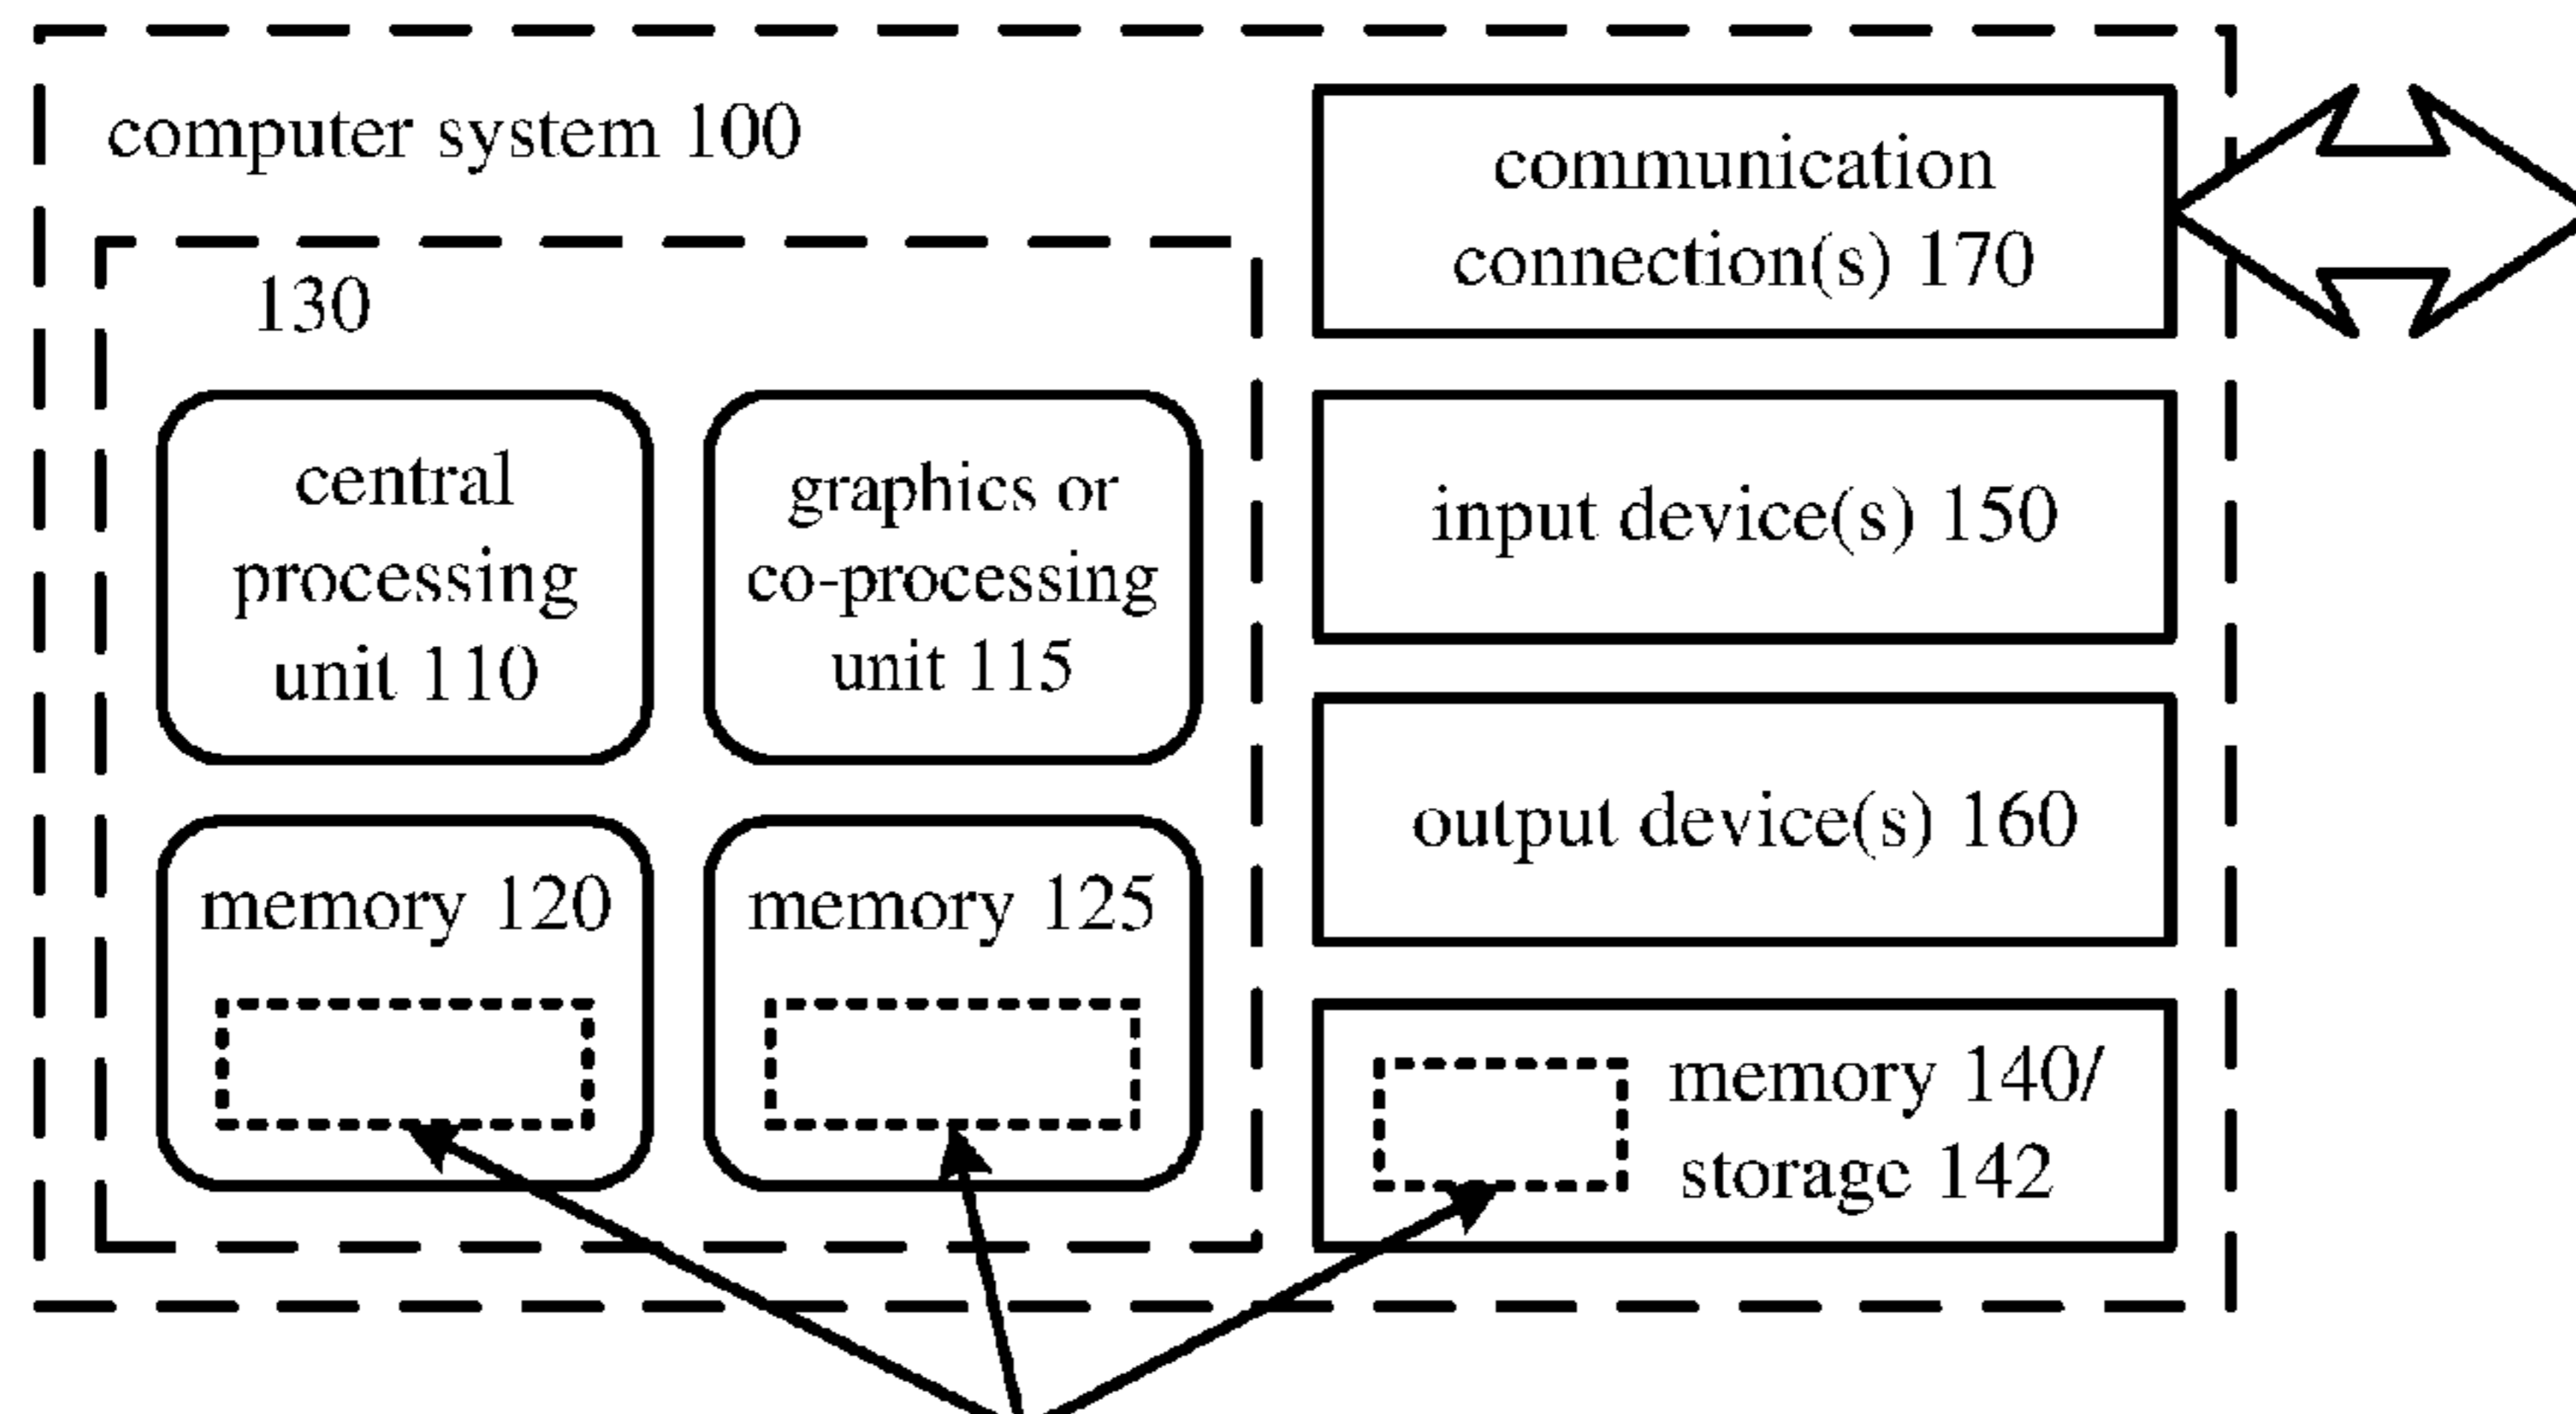 computer system 100
130
central
processing
unit 110
graphics or
co-processing
unit 115
memory 120
memory 125
communication
connection(s) 170
input device(s) 150
output device(s) 160
memory 140/
storage 142